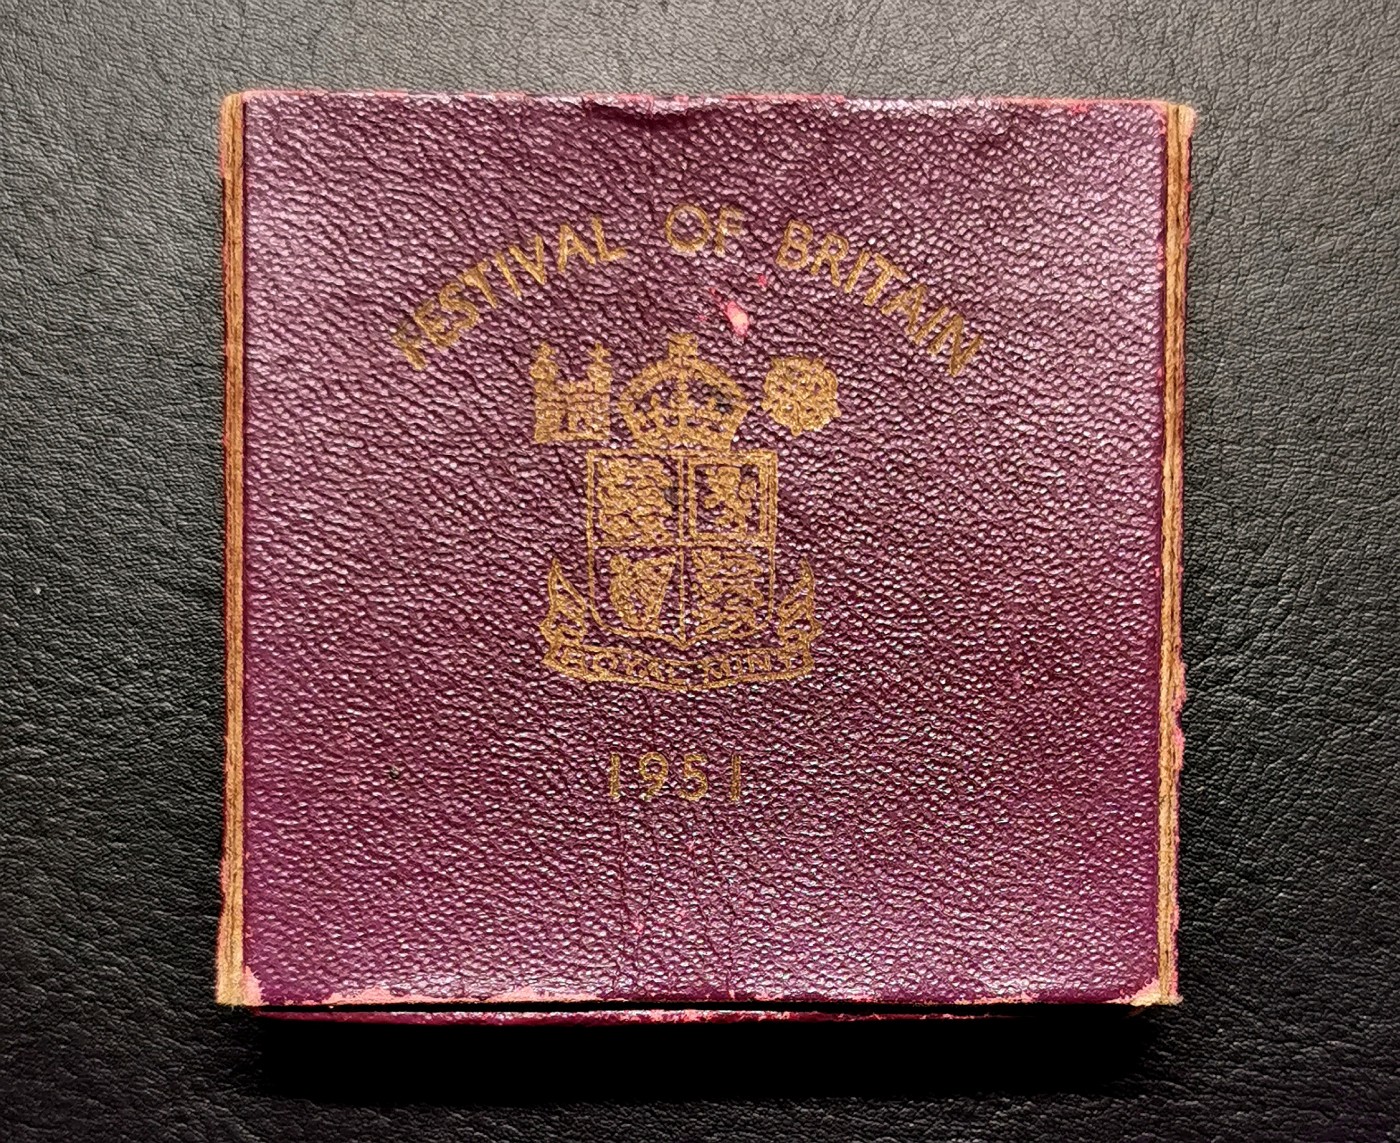 FESTIVAL OF BRITAIN
ROYAL MINT
1951